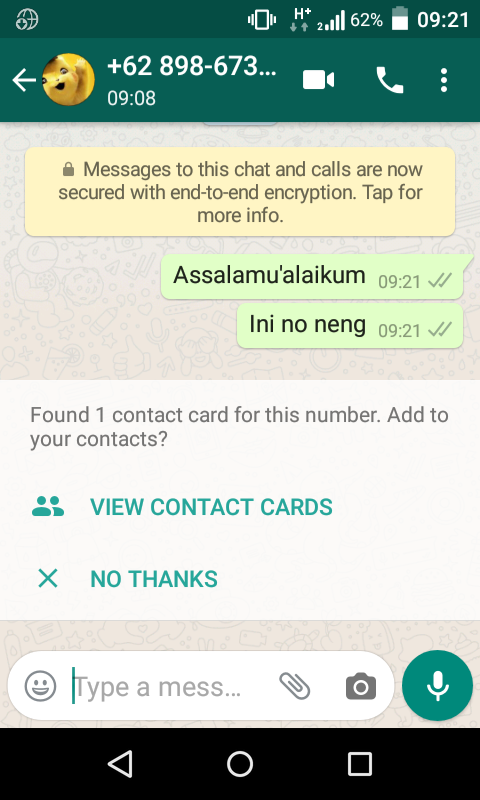 H+
2
62%
09:21
+62 898-673...
09:08
Messages to this chat and calls are now
secured with end-to-end encryption. Tap for
more info.
Assalamu'alaikum 09:21
Ini no neng 09:21
Found 1 contact card for this number. Add to
your contacts?
VIEW CONTACT CARDS
NO THANKS
Type a mess...